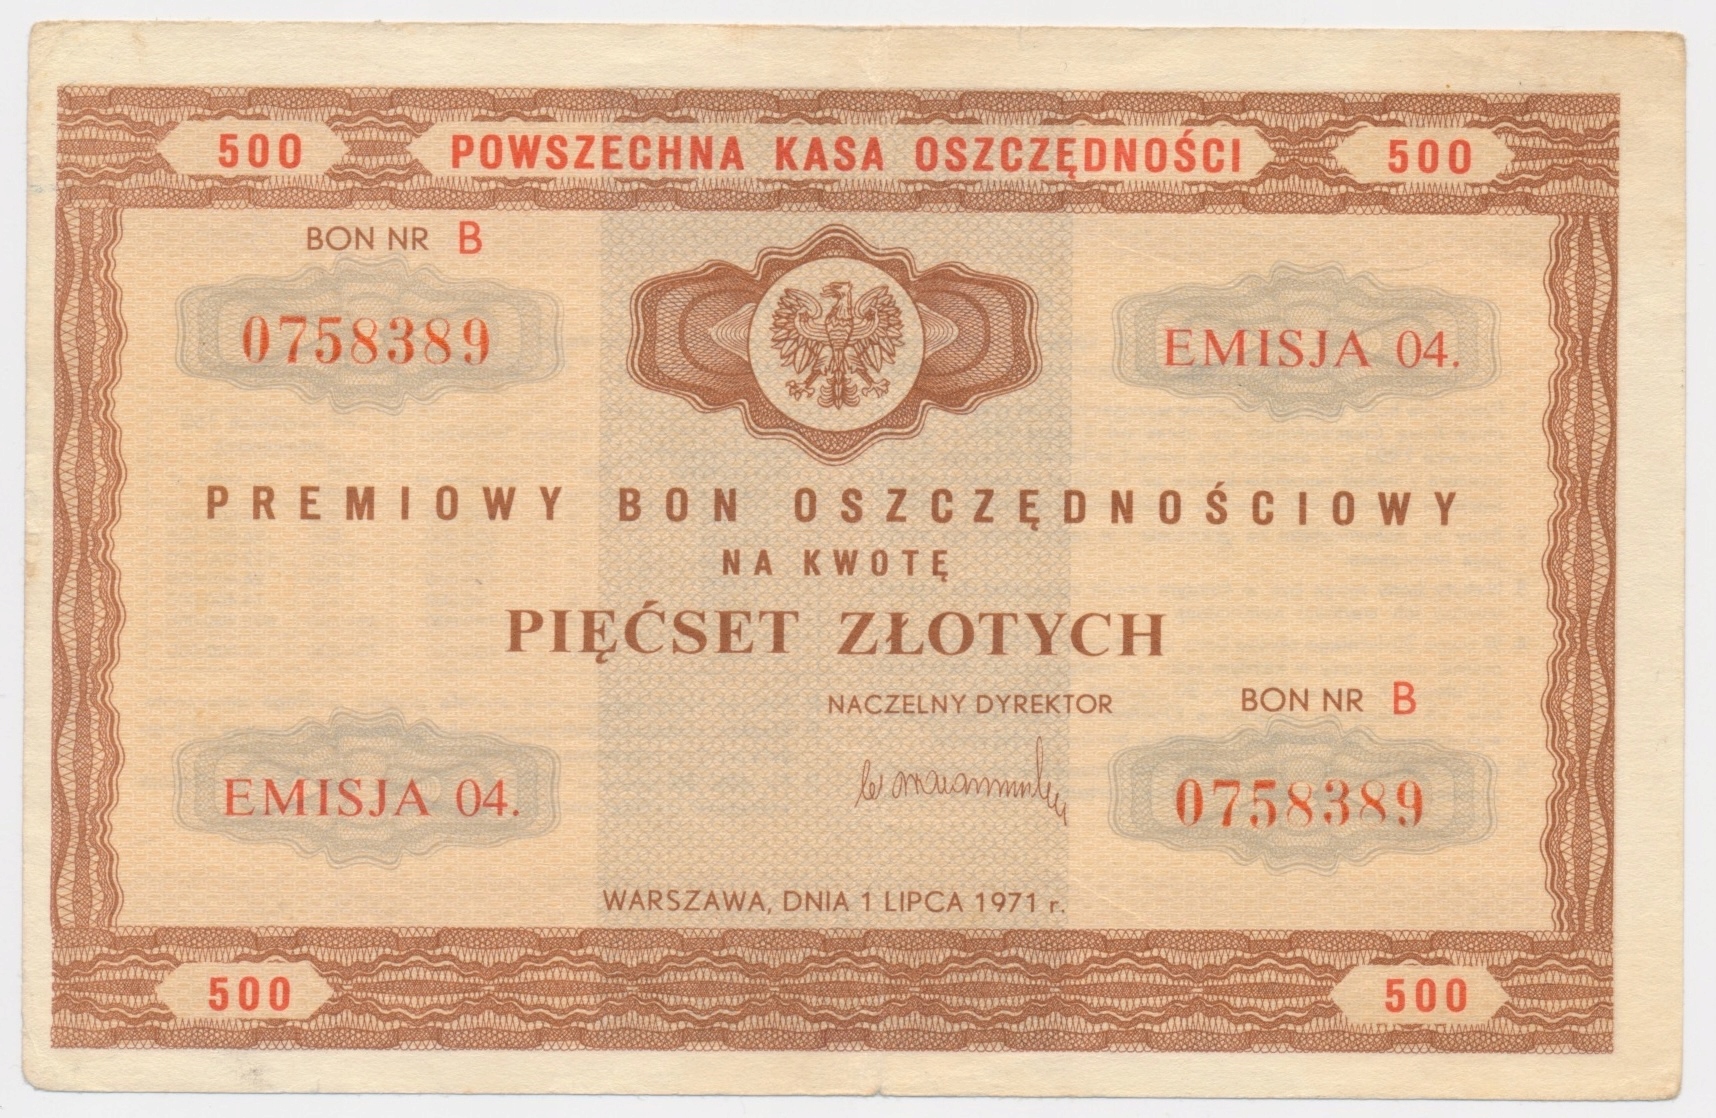 500 POWSZECHNA KASA OSZCZĘDNOŚCI 500
BON NR B
0758389
EMISJA 04.
PREMIOWY BON OSZCZĘDNOŚCIOWY
NA KWOTĘ
PIĘĆSET ZŁOTYCH
NACZELNY DYREKTOR
BON NR B
EMISJA 04.
0758389
WARSZAWA, DNIA 1 LIPCA 1971 r.
500 500